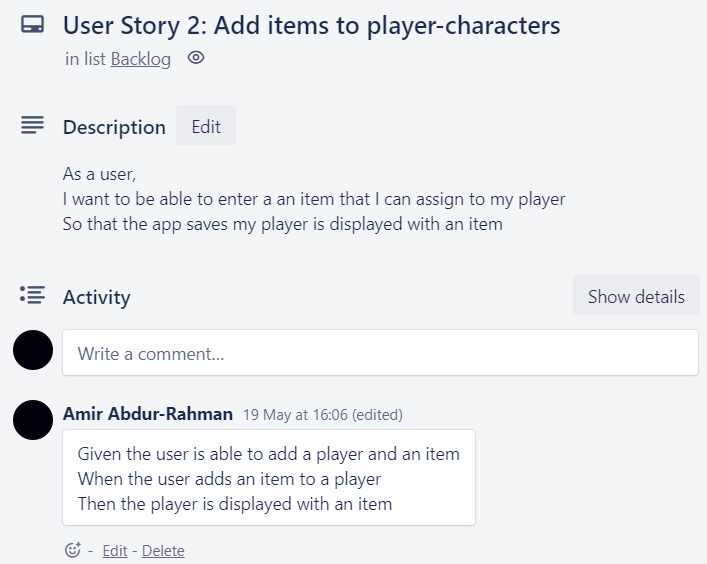 User Story 2: Add items to player-characters
in list Backlog
Description Edit
As a user,
I want to be able to enter a an item that I can assign to my player
So that the app saves my player is displayed with an item
Activity Show details
Write a comment...
Amir Abdur-Rahman 19 May at 16:06 (edited)
Given the user is able to add a player and an item
When the user adds an item to a player
Then the player is displayed with an item
- Edit - Delete